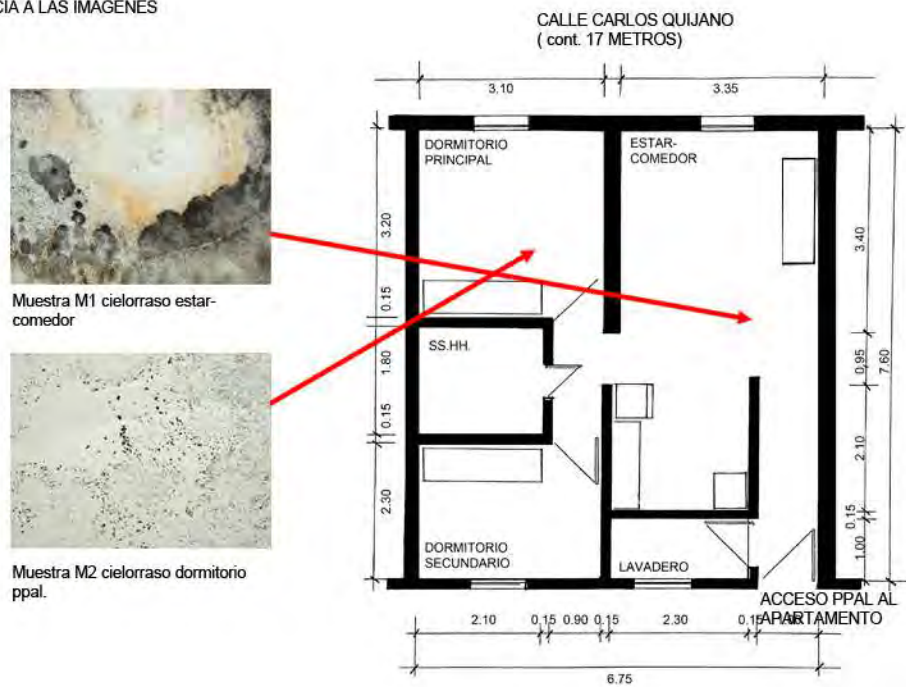 CIA A LAS IMAGENES
CALLE CARLOS QUIJANO
( cont. 17 METROS)
3.10
3.35
DORMITORIO
PRINCIPAL
ESTAR-
COMEDOR
3.20
3.40
Muestra M1 cielorraso estar-
comedor
0.15
SS.HH.
1.80
0,95
7.60
0.15
2.10
2.30
0.15
1.00
DORMITORIO
SECUNDARIO
LAVADERO
Muestra M2 cielorraso dormitorio
ppal.
ACCESO PPAL AL
APARTAMENTO
2.10
0.15
0.90
0.15
2.30
6.75